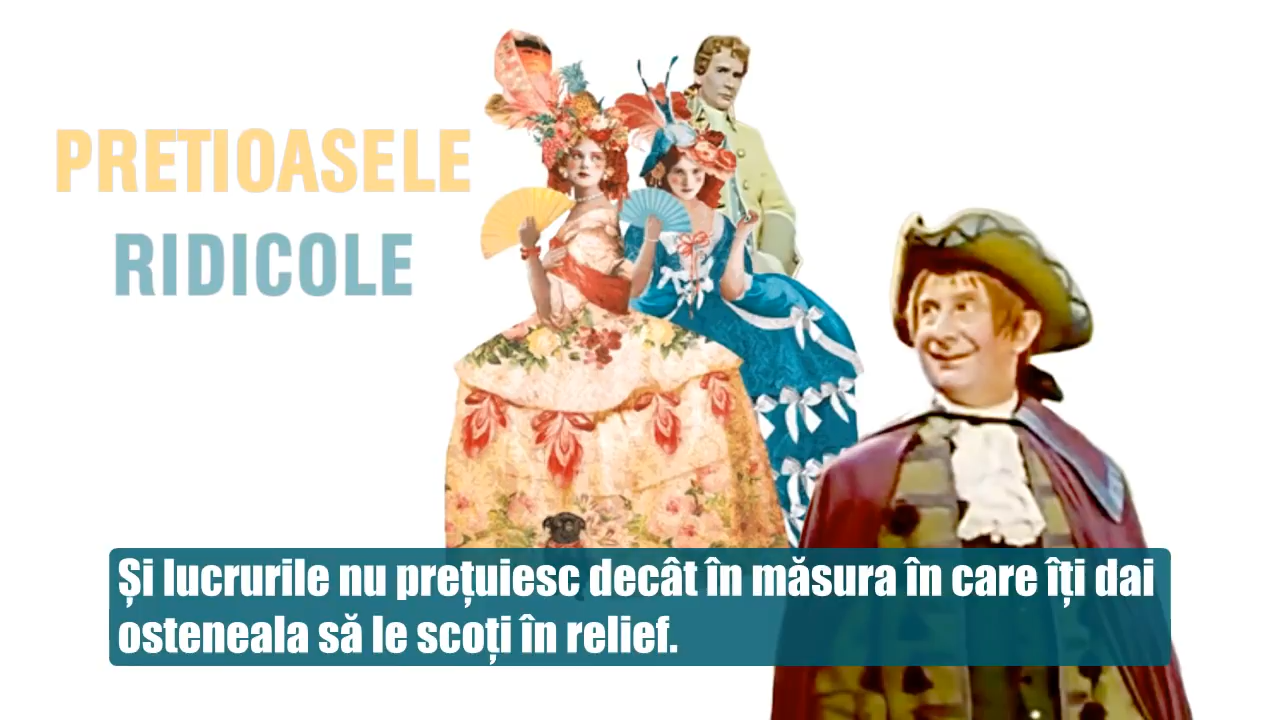 PRETIOASELE
RIDICOLE
Și lucrurile nu prețuiesc decât în măsura în care îți dai
osteneala să le scoți în relief.